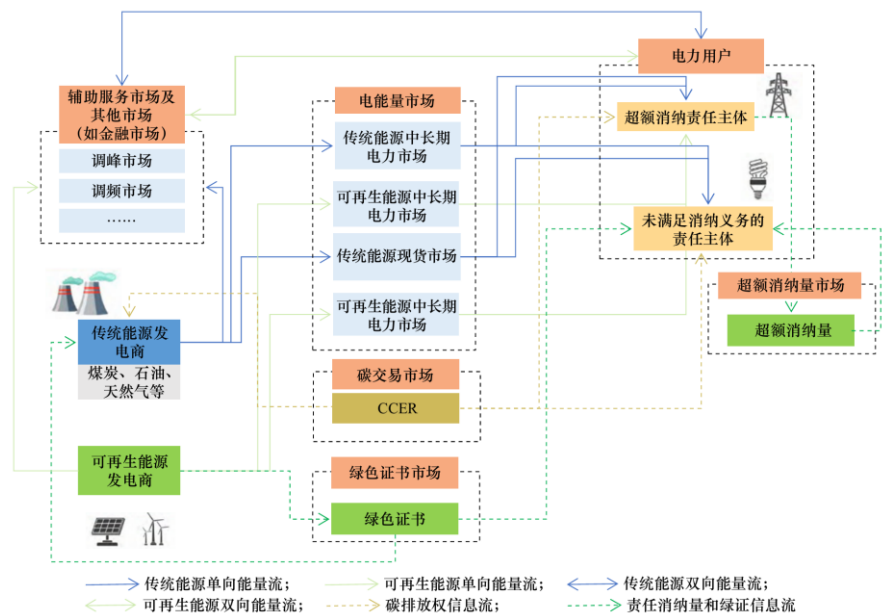 电力用户
辅助服务市场及
其他市场
（如金融市场）
调峰市场
调频市场
……
电能量市场
传统能源中长期
电力市场
可再生能源中长期
电力市场
传统能源现货市场
可再生能源中长期
电力市场
超额消纳责任主体
未满足消纳义务的
责任主体
超额消纳量市场
超额消纳量
传统能源发
电商
煤炭、石油、
天然气等
碳交易市场
CCER
可再生能源
发电商
绿色证书市场
绿色证书
传统能源单向能量流；
可再生能源单向能量流；
传统能源双向能量流；
可再生能源双向能量流；
碳排放权信息流；
责任消纳量和绿证信息流